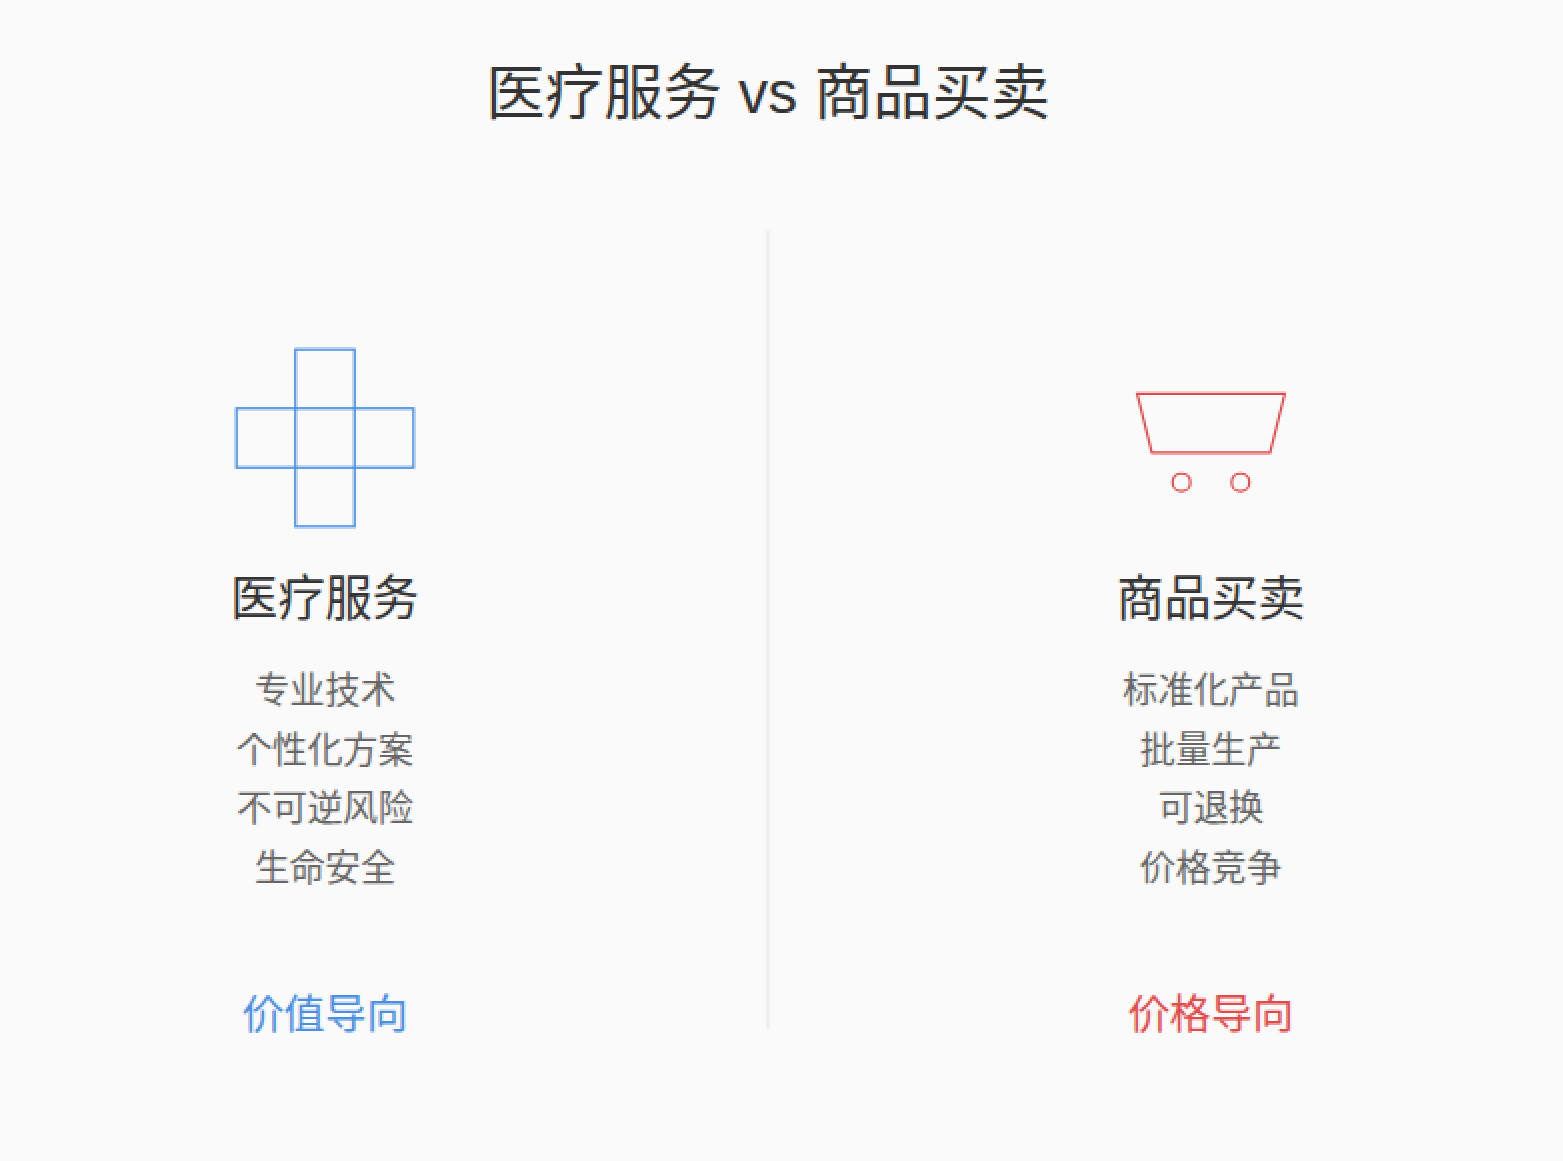 医疗服务 vs 商品买卖
医疗服务
专业技术
个性化方案
不可逆风险
生命安全
价值导向
商品买卖
标准化产品
批量生产
可退换
价格竞争
价格导向